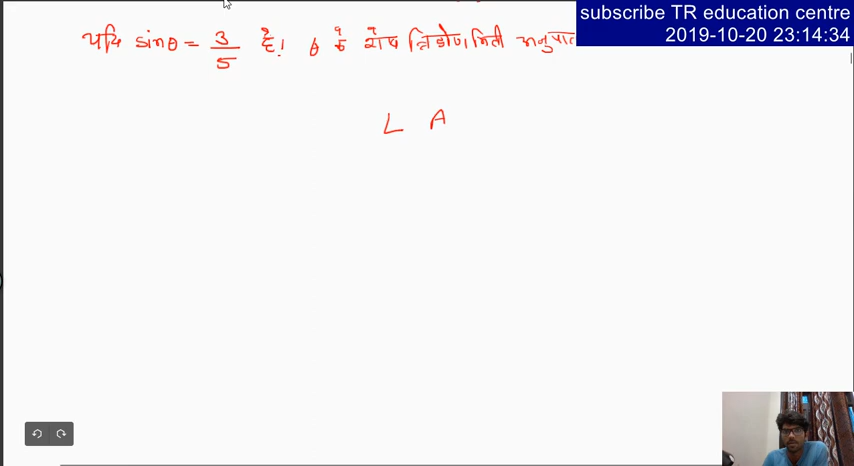 subscribe TR education centre
2019-10-20 23:14:34
यदि sinθ = 3/5 है। θ के शेष त्रिकोणमिती अनुपात
L A